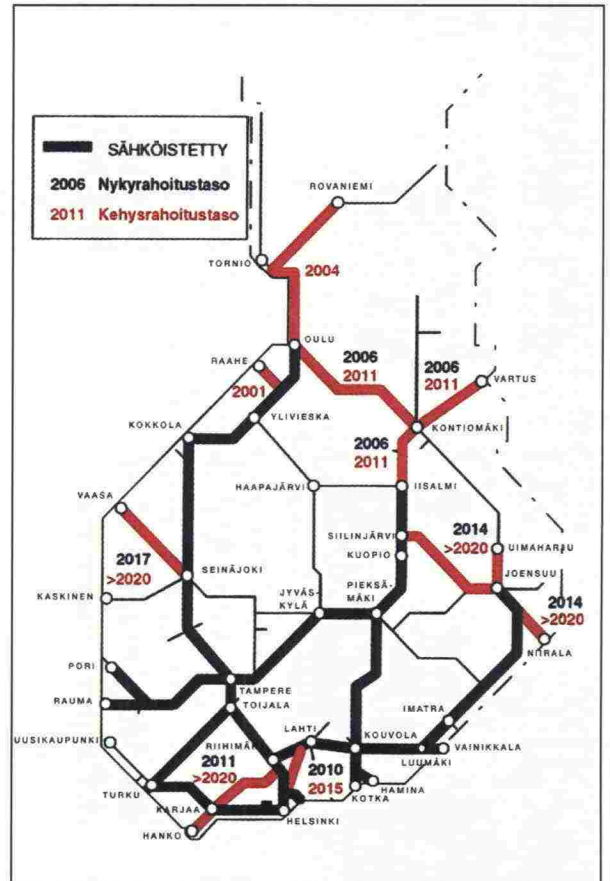 SÄHKÖISTETTY
2006 Nykyrahoitustaso
2011 Kehysrahoitustaso
ROVANIEMI
TORNIO
2004
OULU
RAAHE
2001
2006
2011
2006
2011
VARTUS
YLIVIESKA
KOKKOLA
KONTIOMÄKI
2006
2011
HAAPAJÄRVI
IISALMI
VAASA
SIILINJÄRVI
KUOPIO
2014
>2020
UIMAHARJU
2017
>2020
SEINÄJOKI
JOENSUU
KASKINEN
JYVÄS-
KYLÄ
PIEKSÄ-
MÄKI
2014
>2020
NIIRALA
PORI
TAMPERE
RAUMA
TOIJALA
IMATRA
LAHTI
KOUVOLA
VAINIKKALA
UUSIKAUPUNKI
RIIHIMÄKI
LUUMÄKI
2011
>2020
2010
2015
TURKU
KARJAA
KOTKA
HAMINA
HELSINKI
HANKO